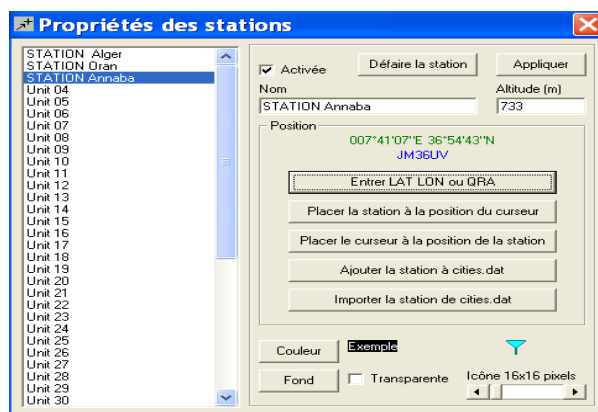 Propriétés des stations
STATION Alger
STATION Oran
STATION Annaba
Unit 04
Unit 05
Unit 06
Unit 07
Unit 08
Unit 09
Unit 10
Unit 11
Unit 12
Unit 13
Unit 14
Unit 15
Unit 16
Unit 17
Unit 18
Unit 19
Unit 20
Unit 21
Unit 22
Unit 23
Unit 24
Unit 25
Unit 26
Unit 27
Unit 28
Unit 29
Unit 30
Activée
Défaire la station
Appliquer
Nom
Altitude (m)
STATION Annaba
733
Position
007°41'07"E 36°54'43"N
JM36UV
Entrer LAT LON ou QRA
Placer la station à la position du curseur
Placer le curseur à la position de la station
Ajouter la station à cities.dat
Importer la station de cities.dat
Couleur
Exemple
Fond
Transparente
Icône 16x16 pixels